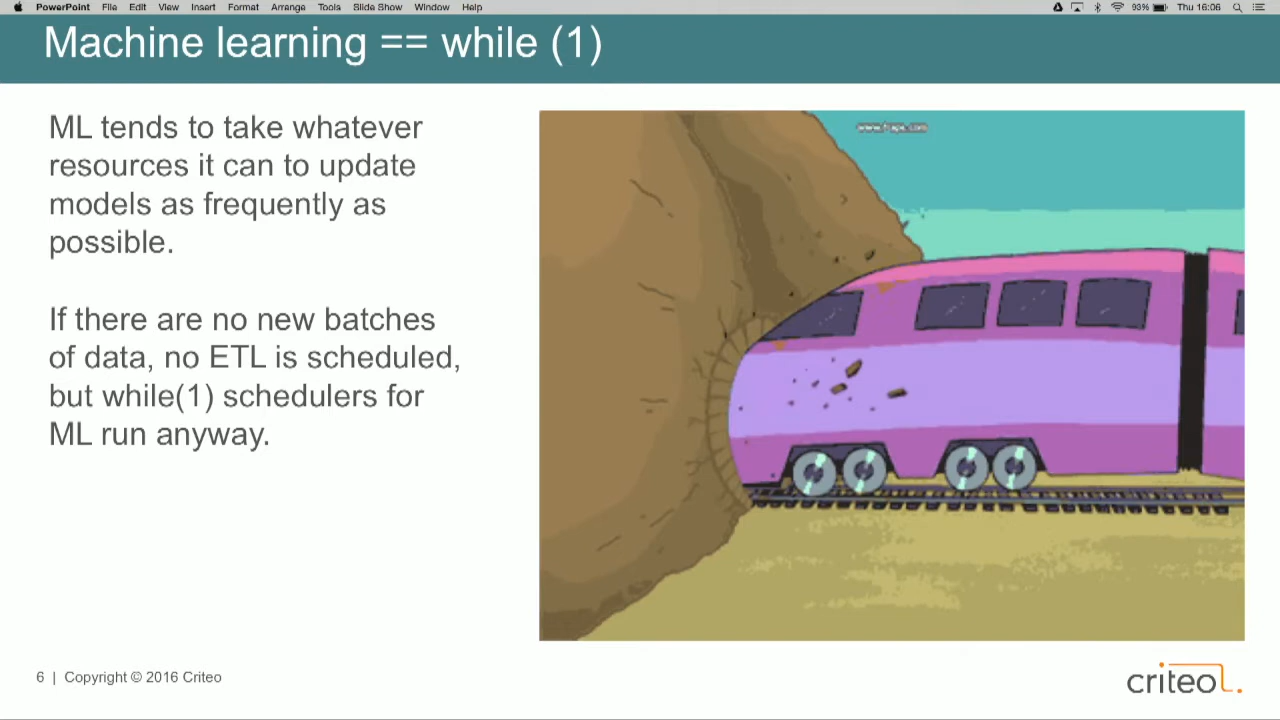 PowerPoint File Edit View Insert Format Arrange Tools Slide Show Window Help 93% Thu 16:06
Machine learning == while (1)
ML tends to take whatever
resources it can to update
models as frequently as
possible.
If there are no new batches
of data, no ETL is scheduled,
but while(1) schedulers for
ML run anyway.
6 | Copyright © 2016 Criteo
criteo